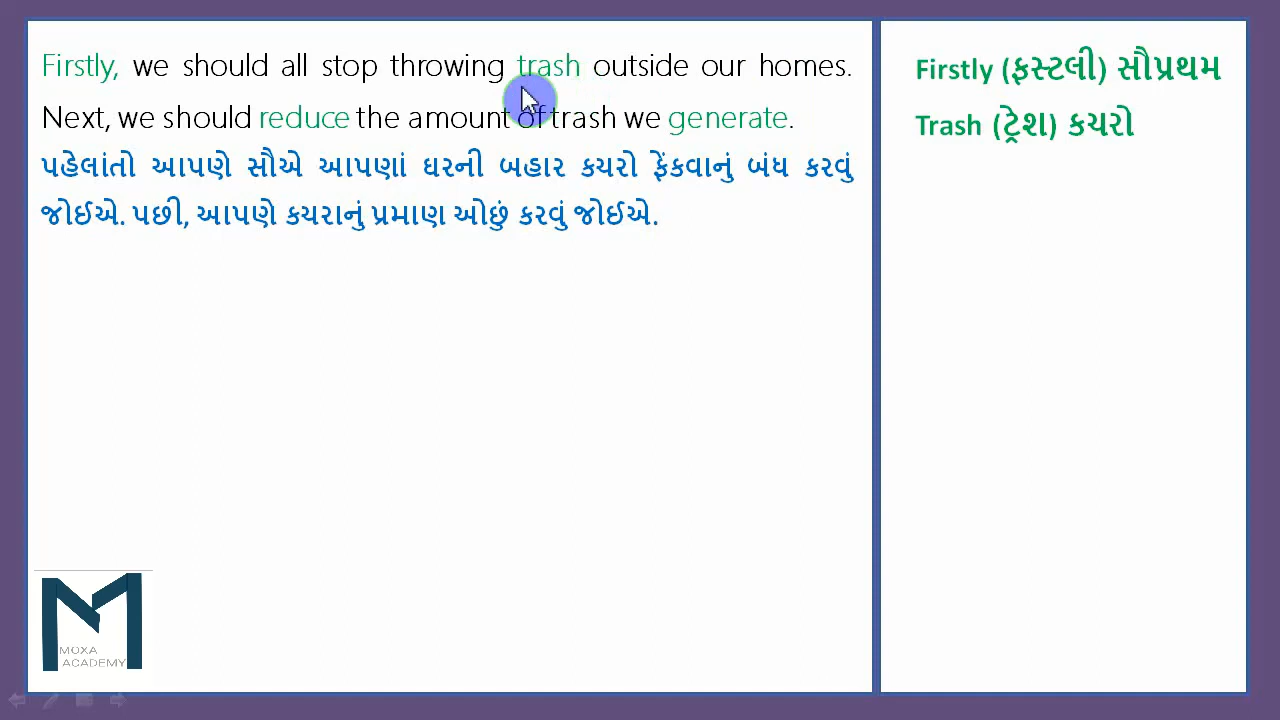 Firstly, we should all stop throwing trash outside our homes.
Next, we should reduce the amount of trash we generate.
પહેલાંતો આપણે સૌએ આપણાં ઘરની બહાર કચરો ફેંકવાનું બંધ કરવું
જોઈએ. પછી, આપણે કચરાનું પ્રમાણ ઓછું કરવું જોઈએ.
Firstly (ફસ્ટલી) સૌપ્રથમ
Trash (ટ્રેશ) કચરો
MOXA
ACADEMY